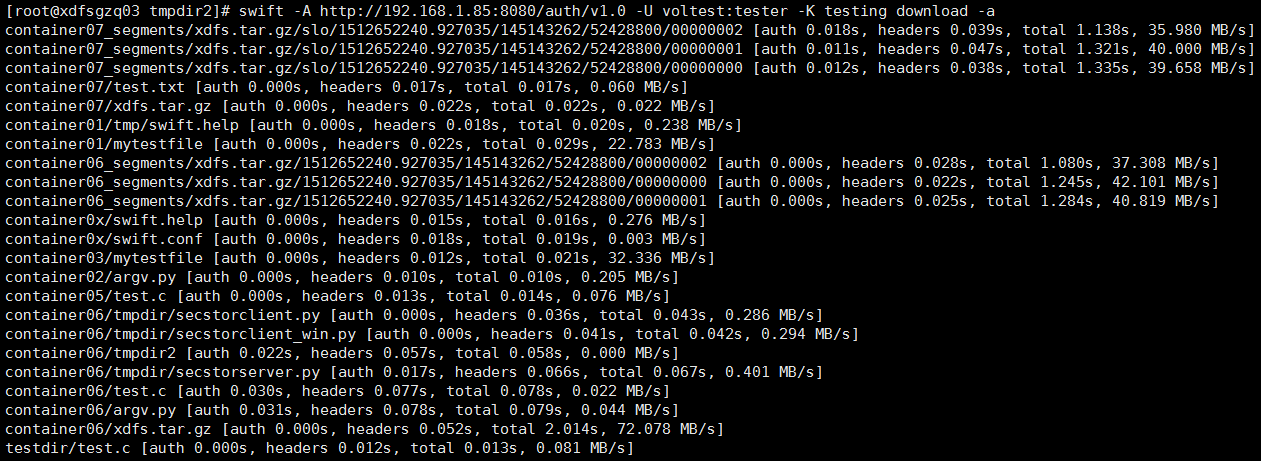 [root@xdfsgzq03 tmpdir2]# swift -A http://192.168.1.85:8080/auth/v1.0 -U voltest:tester -K testing download -a
container07_segments/xdfs.tar.gz/slo/1512652240.927035/145143262/52428800/00000002 [auth 0.018s, headers 0.039s, total 1.138s, 35.980 MB/s]
container07_segments/xdfs.tar.gz/slo/1512652240.927035/145143262/52428800/00000001 [auth 0.011s, headers 0.047s, total 1.321s, 40.000 MB/s]
container07_segments/xdfs.tar.gz/slo/1512652240.927035/145143262/52428800/00000000 [auth 0.012s, headers 0.038s, total 1.335s, 39.658 MB/s]
container07/test.txt [auth 0.000s, headers 0.017s, total 0.017s, 0.060 MB/s]
container07/xdfs.tar.gz [auth 0.000s, headers 0.022s, total 0.022s, 0.022 MB/s]
container01/tmp/swift.help [auth 0.000s, headers 0.018s, total 0.020s, 0.238 MB/s]
container01/mytestfile [auth 0.000s, headers 0.022s, total 0.029s, 22.783 MB/s]
container06_segments/xdfs.tar.gz/1512652240.927035/145143262/52428800/00000002 [auth 0.000s, headers 0.028s, total 1.080s, 37.308 MB/s]
container06_segments/xdfs.tar.gz/1512652240.927035/145143262/52428800/00000000 [auth 0.000s, headers 0.022s, total 1.245s, 42.101 MB/s]
container06_segments/xdfs.tar.gz/1512652240.927035/145143262/52428800/00000001 [auth 0.000s, headers 0.025s, total 1.284s, 40.819 MB/s]
container0x/swift.help [auth 0.000s, headers 0.015s, total 0.016s, 0.276 MB/s]
container0x/swift.conf [auth 0.000s, headers 0.018s, total 0.019s, 0.003 MB/s]
container03/mytestfile [auth 0.000s, headers 0.012s, total 0.021s, 32.336 MB/s]
container02/argv.py [auth 0.000s, headers 0.010s, total 0.010s, 0.205 MB/s]
container05/test.c [auth 0.000s, headers 0.013s, total 0.014s, 0.076 MB/s]
container06/tmpdir/secstorclient.py [auth 0.000s, headers 0.036s, total 0.043s, 0.286 MB/s]
container06/tmpdir/secstorclient_win.py [auth 0.000s, headers 0.041s, total 0.042s, 0.294 MB/s]
container06/tmpdir2 [auth 0.022s, headers 0.057s, total 0.058s, 0.000 MB/s]
container06/tmpdir/secstorserver.py [auth 0.017s, headers 0.066s, total 0.067s, 0.401 MB/s]
container06/test.c [auth 0.030s, headers 0.077s, total 0.078s, 0.022 MB/s]
container06/argv.py [auth 0.031s, headers 0.078s, total 0.079s, 0.044 MB/s]
container06/xdfs.tar.gz [auth 0.000s, headers 0.052s, total 2.014s, 72.078 MB/s]
testdir/test.c [auth 0.000s, headers 0.012s, total 0.013s, 0.081 MB/s]